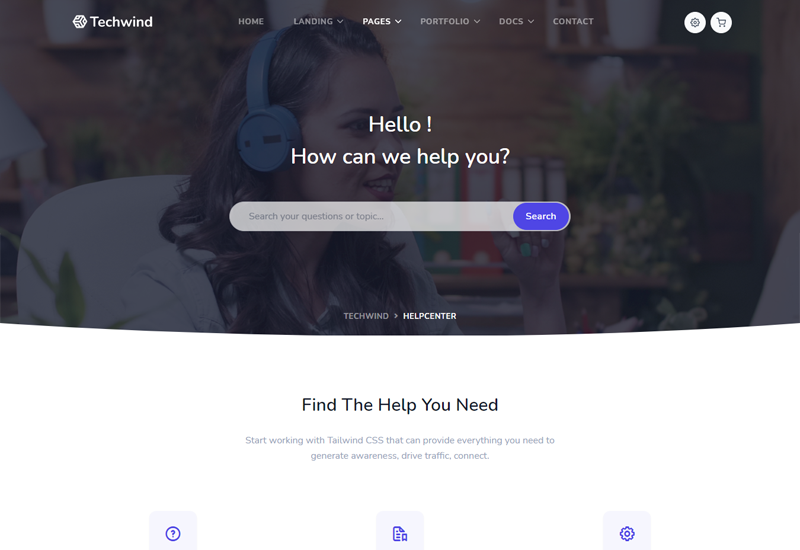 Techwind
HOME LANDING PAGES PORTFOLIO DOCS CONTACT
Hello !
How can we help you?
Search your questions or topic...
Search
TECHWIND > HELPCENTER
Find The Help You Need
Start working with Tailwind CSS that can provide everything you need to
generate awareness, drive traffic, connect.